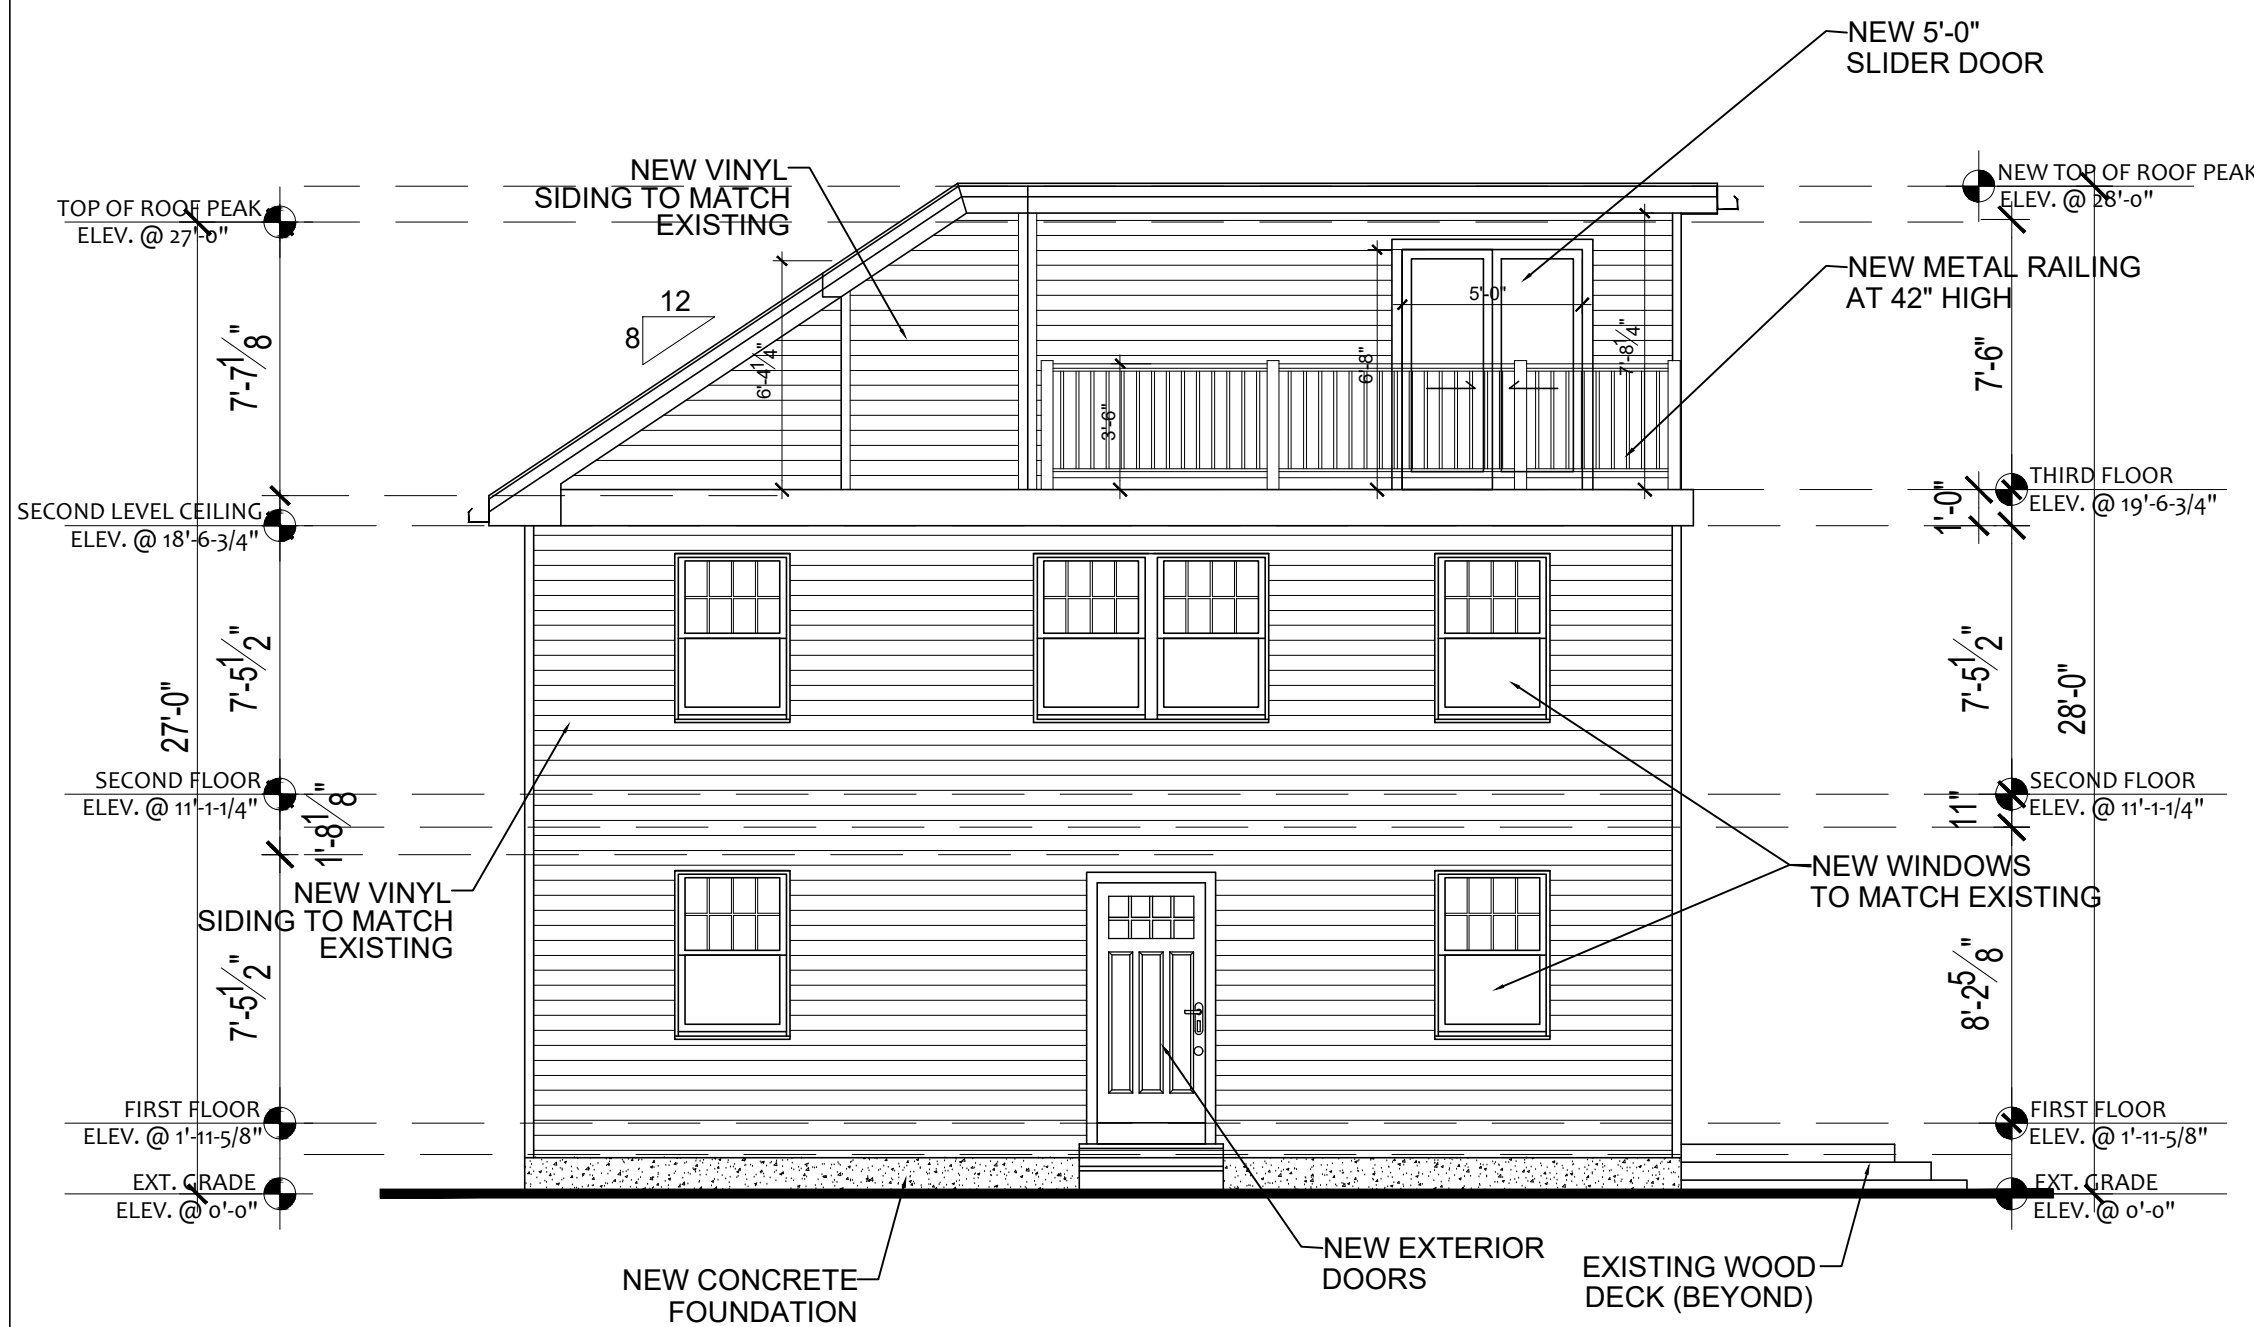 NEW 5'-0"
SLIDER DOOR
NEW VINYL
SIDING TO MATCH
EXISTING
TOP OF ROOF PEAK
ELEV. @ 27'-0"
NEW TOP OF ROOF PEAK
ELEV. @ 28'-0"
NEW METAL RAILING
AT 42" HIGH
12
8
5'-0"
7'-7 1/8"
6'-4 1/4"
3'-6"
6'-8"
7'-8 1/4"
7'-6"
SECOND LEVEL CEILING
ELEV. @ 18'-6-3/4"
THIRD FLOOR
ELEV. @ 19'-6-3/4"
1'-0"
7'-5 1/2"
27'-0"
7'-5 1/2"
28'-0"
SECOND FLOOR
ELEV. @ 11'-1-1/4"
1'-8 1/8"
SECOND FLOOR
ELEV. @ 11'-1-1/4"
11"
NEW VINYL
SIDING TO MATCH
EXISTING
NEW WINDOWS
TO MATCH EXISTING
7'-5 1/2"
8'-2 5/8"
FIRST FLOOR
ELEV. @ 1'-11-5/8"
FIRST FLOOR
ELEV. @ 1'-11-5/8"
EXT. GRADE
ELEV. @ 0'-0"
EXT. GRADE
ELEV. @ 0'-0"
NEW CONCRETE
FOUNDATION
NEW EXTERIOR
DOORS
EXISTING WOOD
DECK (BEYOND)